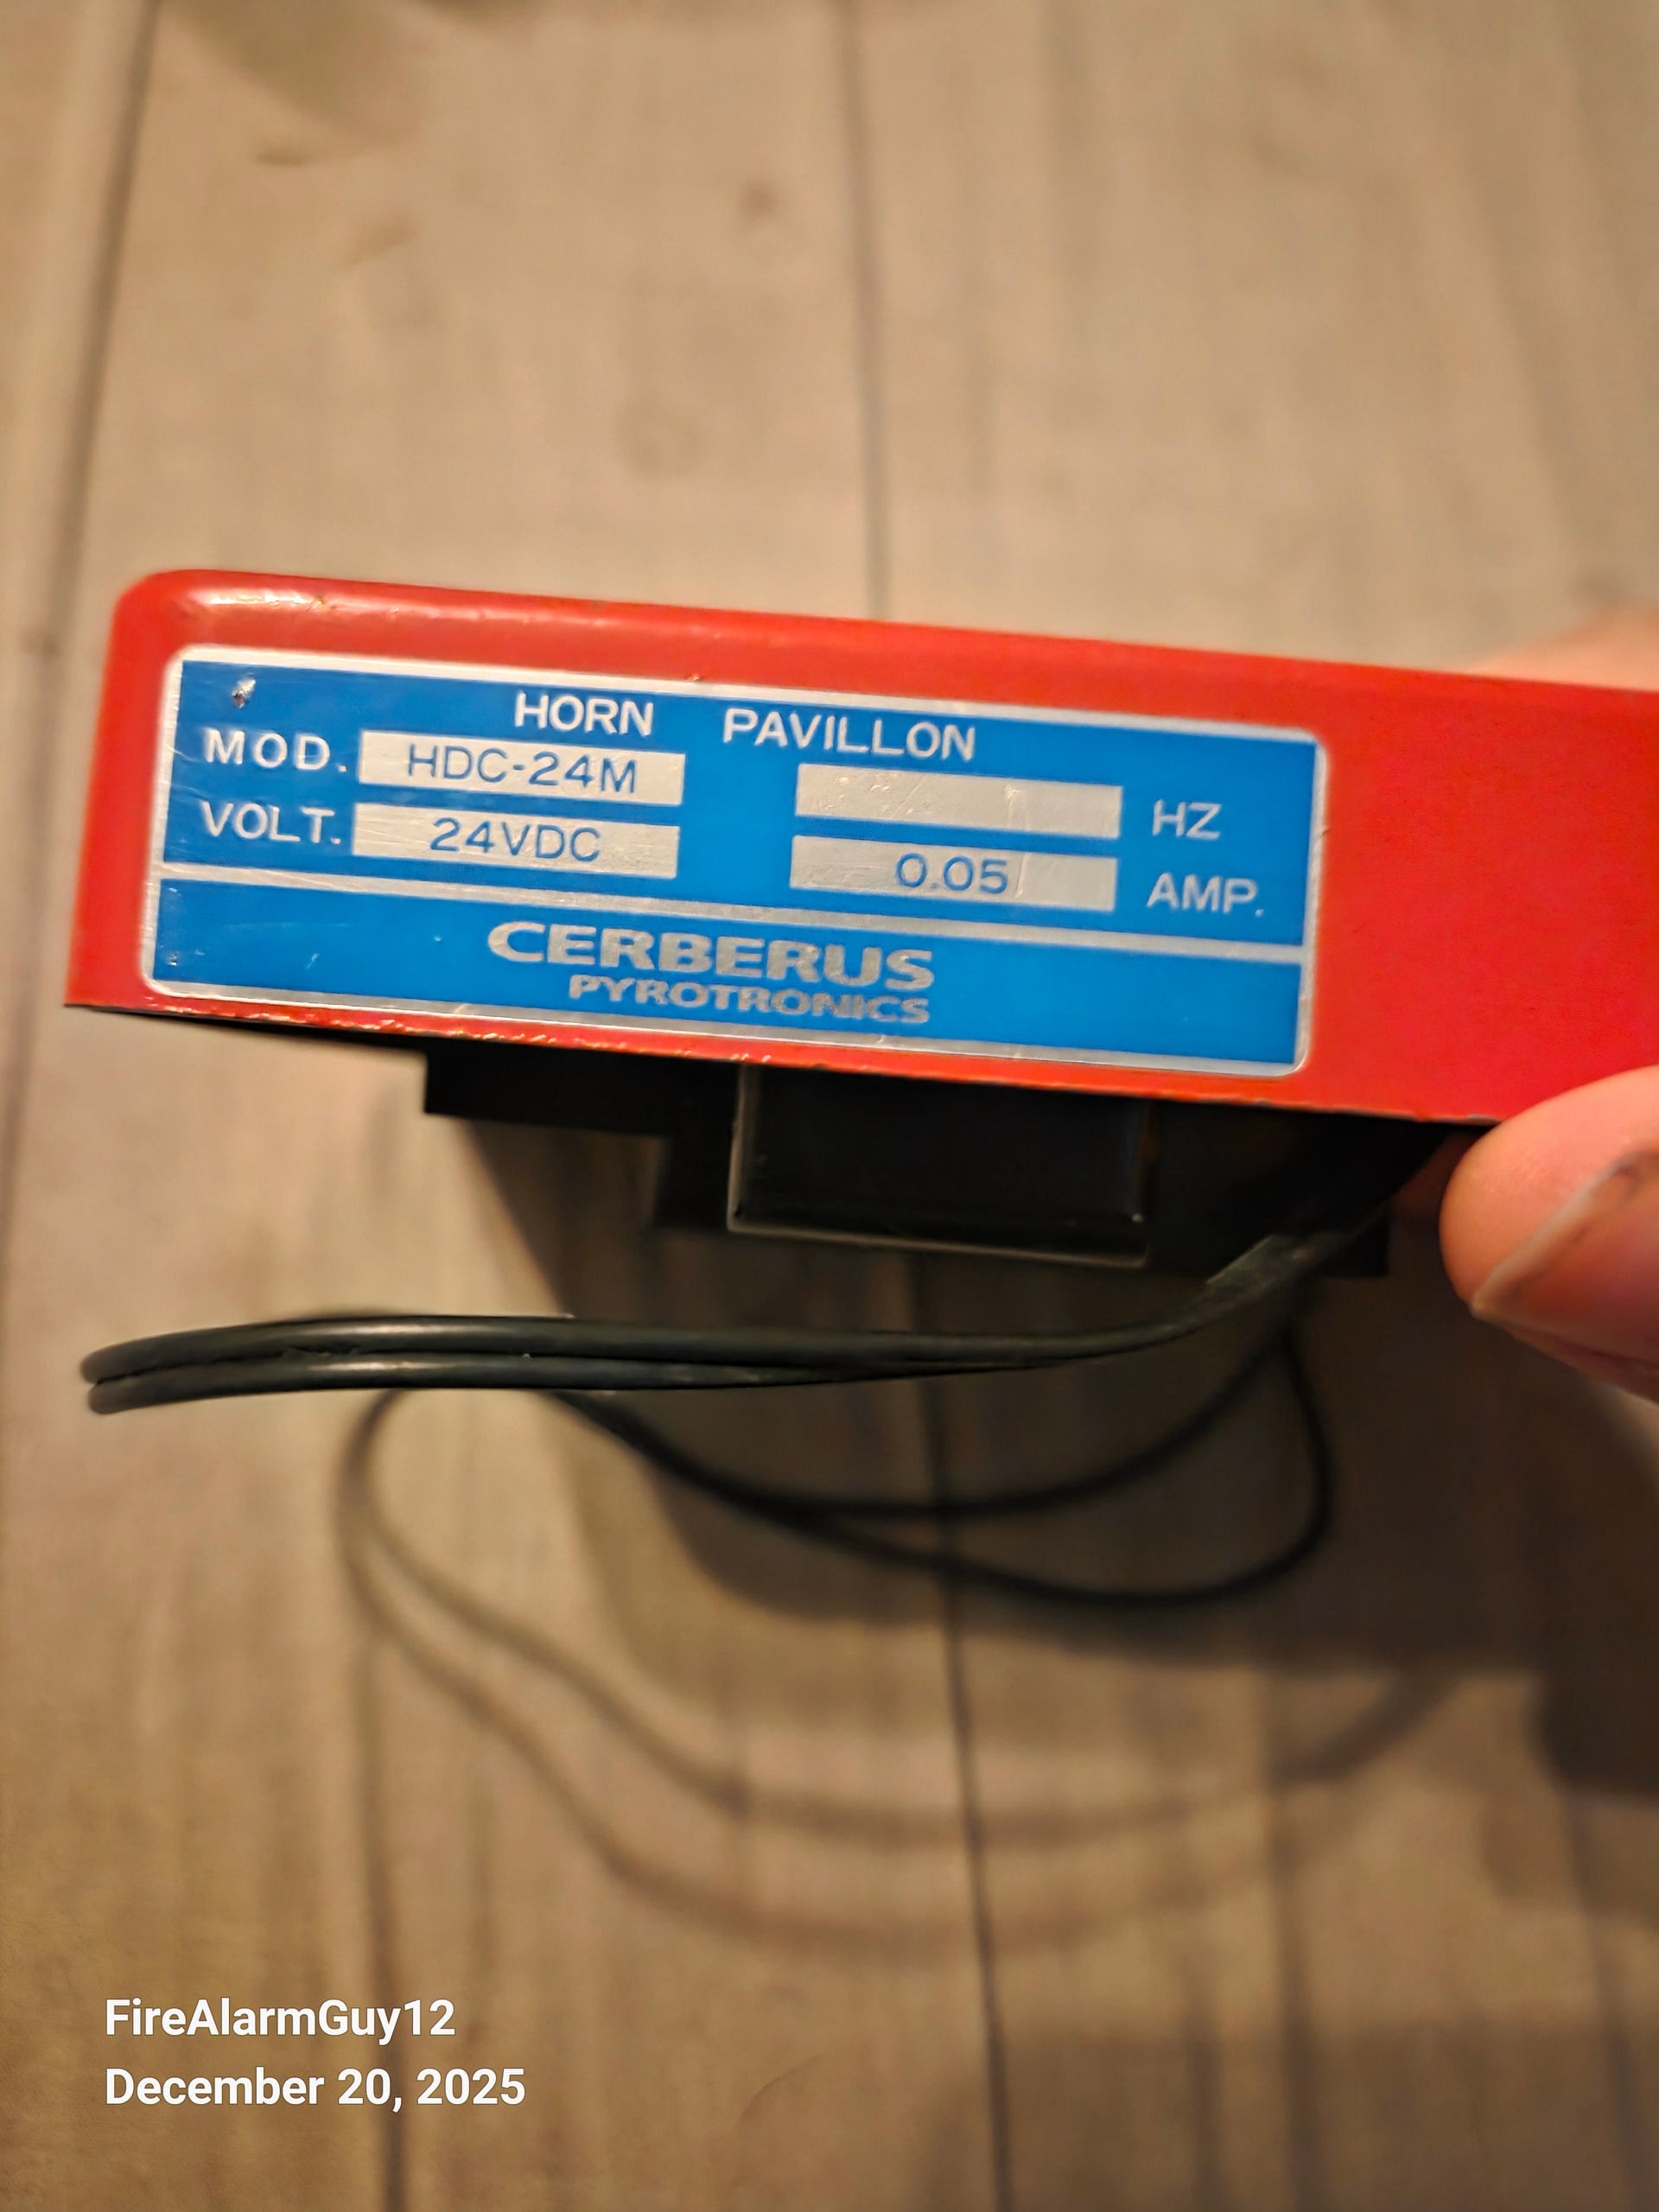 HORN PAVILLON
MOD. HDC-24M HZ
VOLT. 24VDC 0.05 AMP.
CERBERUS
PYROTRONICS
FireAlarmGuy12
December 20, 2025